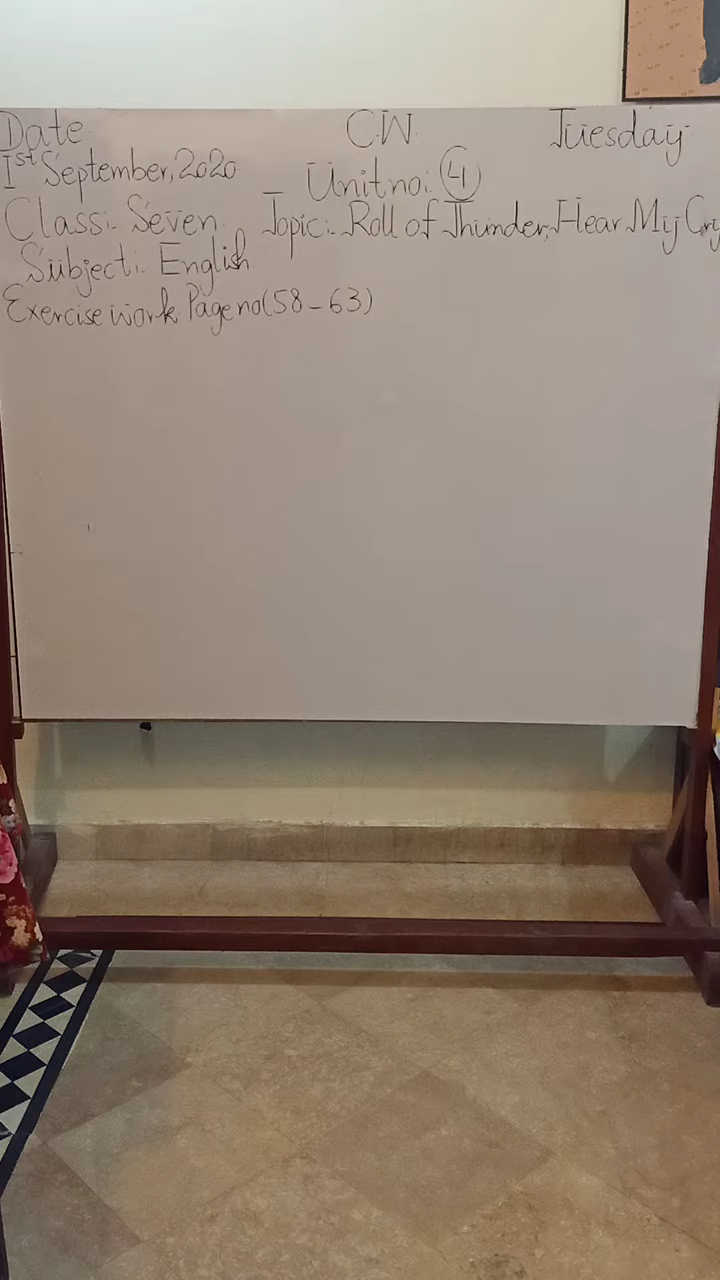 Date CW Tuesday
1st September, 2020 Unit no:. 4
Class:. Seven Topic:. Roll of Thunder, Hear My Cry
Subject:. English
Exercise work Page no (58-63)